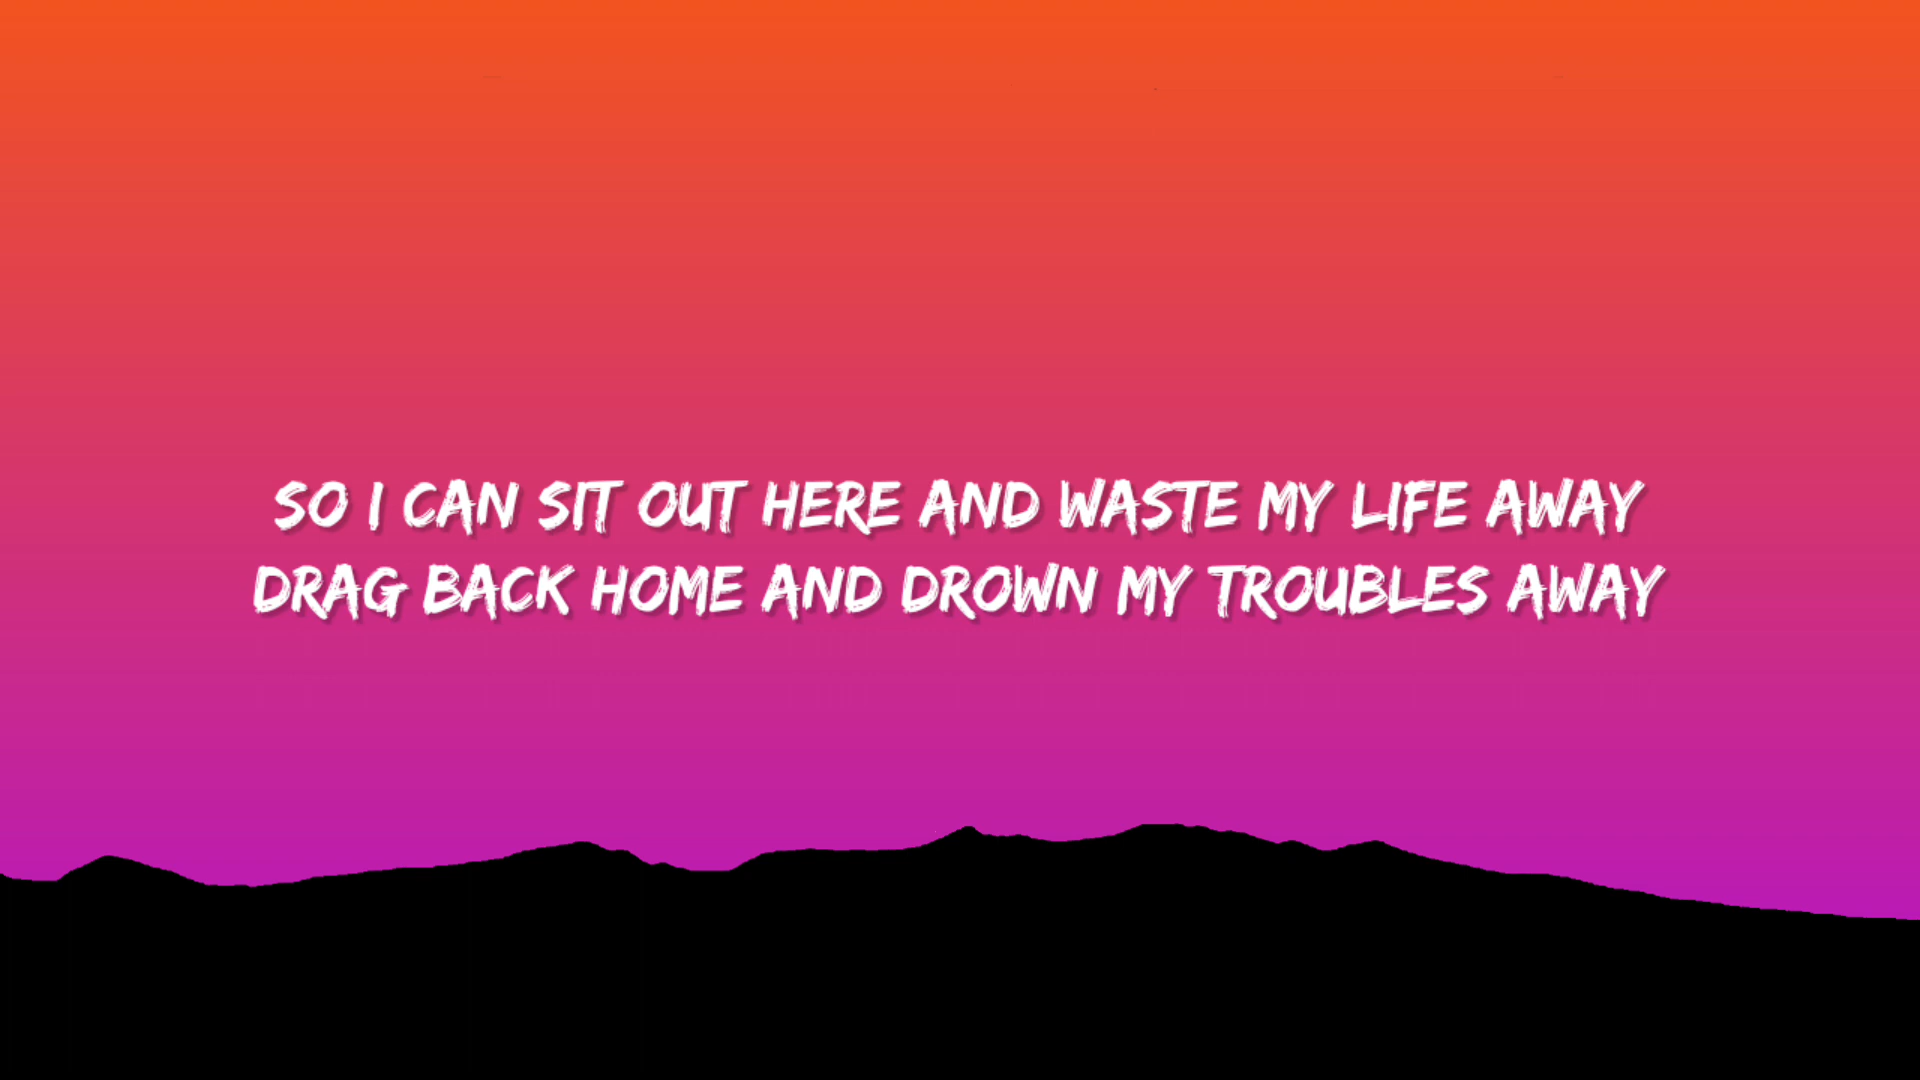 SO I CAN SIT OUT HERE AND WASTE MY LIFE AWAY
DRAG BACK HOME AND DROWN MY TROUBLES AWAY